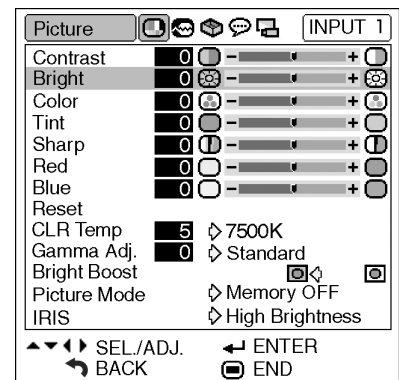 Picture INPUT 1
Contrast 0 - +
Bright 0 - +
Color 0 - +
Tint 0 - +
Sharp 0 - +
Red 0 - +
Blue 0 - +
Reset
CLR Temp 5 7500K
Gamma Adj. 0 Standard
Bright Boost
Picture Mode Memory OFF
IRIS High Brightness
SEL./ADJ. ENTER
BACK END